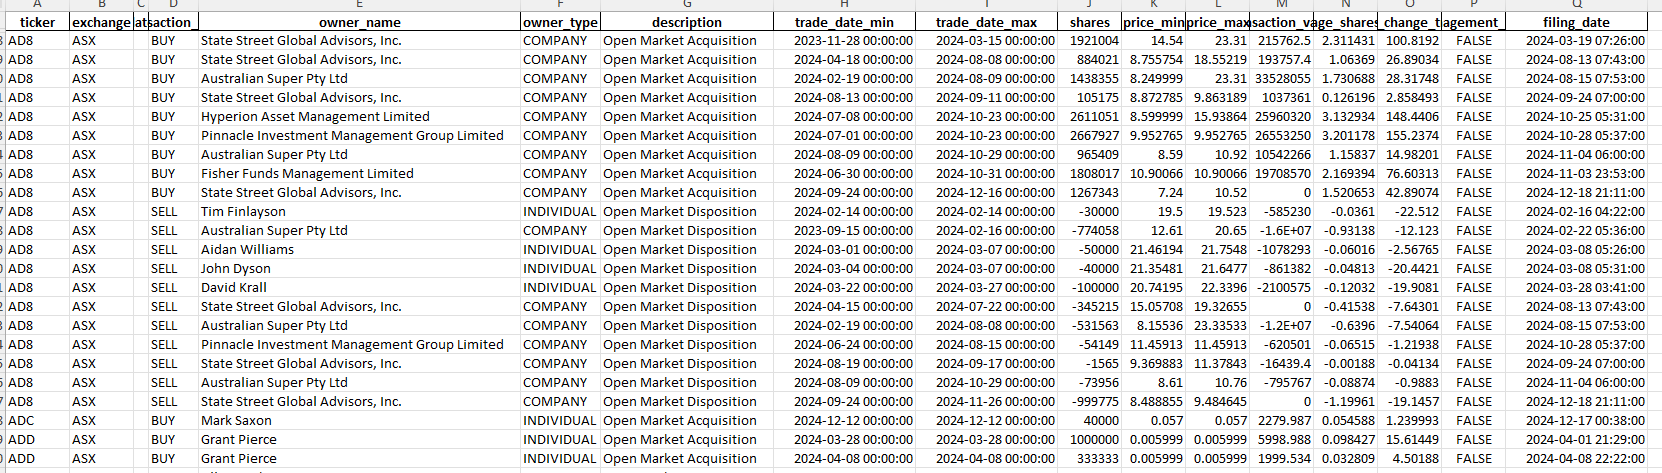 A B C D E F G H I J K L M N O P Q
ticker exchange at saction_ owner_name owner_type description trade_date_min trade_date_max shares price_min price_max saction_v age_shares _change_t agement_ filing_date
AD8 ASX BUY State Street Global Advisors, Inc. COMPANY Open Market Acquisition 2023-11-28 00:00:00 2024-03-15 00:00:00 1921004 14.54 23.31 215762.5 2.311431 100.8192 FALSE 2024-03-19 07:26:00
AD8 ASX BUY State Street Global Advisors, Inc. COMPANY Open Market Acquisition 2024-04-18 00:00:00 2024-08-08 00:00:00 884021 8.755754 18.55219 193757.4 1.06369 26.89034 FALSE 2024-08-13 07:43:00
AD8 ASX BUY Australian Super Pty Ltd COMPANY Open Market Acquisition 2024-02-19 00:00:00 2024-08-09 00:00:00 1438355 8.249999 23.31 33528055 1.730688 28.31748 FALSE 2024-08-15 07:53:00
AD8 ASX BUY State Street Global Advisors, Inc. COMPANY Open Market Acquisition 2024-08-13 00:00:00 2024-09-11 00:00:00 105175 8.872785 9.863189 1037361 0.126196 2.858493 FALSE 2024-09-24 07:00:00
AD8 ASX BUY Hyperion Asset Management Limited COMPANY Open Market Acquisition 2024-07-08 00:00:00 2024-10-23 00:00:00 2611051 8.599999 15.93864 25960320 3.132934 148.4406 FALSE 2024-10-25 05:31:00
AD8 ASX BUY Pinnacle Investment Management Group Limited COMPANY Open Market Acquisition 2024-07-01 00:00:00 2024-10-23 00:00:00 2667927 9.952765 9.952765 26553250 3.201178 155.2374 FALSE 2024-10-28 05:37:00
AD8 ASX BUY Australian Super Pty Ltd COMPANY Open Market Acquisition 2024-08-09 00:00:00 2024-10-29 00:00:00 965409 8.59 10.92 10542266 1.15837 14.98201 FALSE 2024-11-04 06:00:00
AD8 ASX BUY Fisher Funds Management Limited COMPANY Open Market Acquisition 2024-06-30 00:00:00 2024-10-31 00:00:00 1808017 10.90066 10.90066 19708570 2.169394 76.60313 FALSE 2024-11-03 23:53:00
AD8 ASX BUY State Street Global Advisors, Inc. COMPANY Open Market Acquisition 2024-09-24 00:00:00 2024-12-16 00:00:00 1267343 7.24 10.52 0 1.520653 42.89074 FALSE 2024-12-18 21:11:00
AD8 ASX SELL Tim Finlayson INDIVIDUAL Open Market Disposition 2024-02-14 00:00:00 2024-02-14 00:00:00 -30000 19.5 19.523 -585230 -0.0361 -22.512 FALSE 2024-02-16 04:22:00
AD8 ASX SELL Australian Super Pty Ltd COMPANY Open Market Disposition 2023-09-15 00:00:00 2024-02-16 00:00:00 -774058 12.61 20.65 -1.6E+07 -0.93138 -12.123 FALSE 2024-02-22 05:36:00
AD8 ASX SELL Aidan Williams INDIVIDUAL Open Market Disposition 2024-03-01 00:00:00 2024-03-07 00:00:00 -50000 21.46194 21.7548 -1078293 -0.06016 -2.56765 FALSE 2024-03-08 05:26:00
AD8 ASX SELL John Dyson INDIVIDUAL Open Market Disposition 2024-03-04 00:00:00 2024-03-07 00:00:00 -40000 21.35481 21.6477 -861382 -0.04813 -20.4421 FALSE 2024-03-08 05:31:00
AD8 ASX SELL David Krall INDIVIDUAL Open Market Disposition 2024-03-22 00:00:00 2024-03-27 00:00:00 -100000 20.74195 22.3396 -2100575 -0.12032 -19.9081 FALSE 2024-03-28 03:41:00
AD8 ASX SELL State Street Global Advisors, Inc. COMPANY Open Market Disposition 2024-04-15 00:00:00 2024-07-22 00:00:00 -345215 15.05708 19.32655 0 -0.41538 -7.64301 FALSE 2024-08-13 07:43:00
AD8 ASX SELL Australian Super Pty Ltd COMPANY Open Market Disposition 2024-02-19 00:00:00 2024-08-08 00:00:00 -531563 8.15536 23.33533 -1.2E+07 -0.6396 -7.54064 FALSE 2024-08-15 07:53:00
AD8 ASX SELL Pinnacle Investment Management Group Limited COMPANY Open Market Disposition 2024-06-24 00:00:00 2024-08-15 00:00:00 -54149 11.45913 11.45913 -620501 -0.06515 -1.21938 FALSE 2024-10-28 05:37:00
AD8 ASX SELL State Street Global Advisors, Inc. COMPANY Open Market Disposition 2024-08-19 00:00:00 2024-09-17 00:00:00 -1565 9.369883 11.37843 -16439.4 -0.00188 -0.04134 FALSE 2024-09-24 07:00:00
AD8 ASX SELL Australian Super Pty Ltd COMPANY Open Market Disposition 2024-08-09 00:00:00 2024-10-29 00:00:00 -73956 8.61 10.76 -795767 -0.08874 -0.9883 FALSE 2024-11-04 06:00:00
AD8 ASX SELL State Street Global Advisors, Inc. COMPANY Open Market Disposition 2024-09-24 00:00:00 2024-11-26 00:00:00 -999775 8.488855 9.484645 0 -1.19961 -19.1457 FALSE 2024-12-18 21:11:00
ADC ASX BUY Mark Saxon INDIVIDUAL Open Market Acquisition 2024-12-12 00:00:00 2024-12-12 00:00:00 40000 0.057 0.057 2279.987 0.054588 1.239993 FALSE 2024-12-17 00:38:00
ADD ASX BUY Grant Pierce INDIVIDUAL Open Market Acquisition 2024-03-28 00:00:00 2024-03-28 00:00:00 1000000 0.005999 0.005999 5998.988 0.098427 15.61449 FALSE 2024-04-01 21:29:00
ADD ASX BUY Grant Pierce INDIVIDUAL Open Market Acquisition 2024-04-08 00:00:00 2024-04-08 00:00:00 333333 0.005999 0.005999 1999.534 0.032809 4.50188 FALSE 2024-04-08 22:22:00